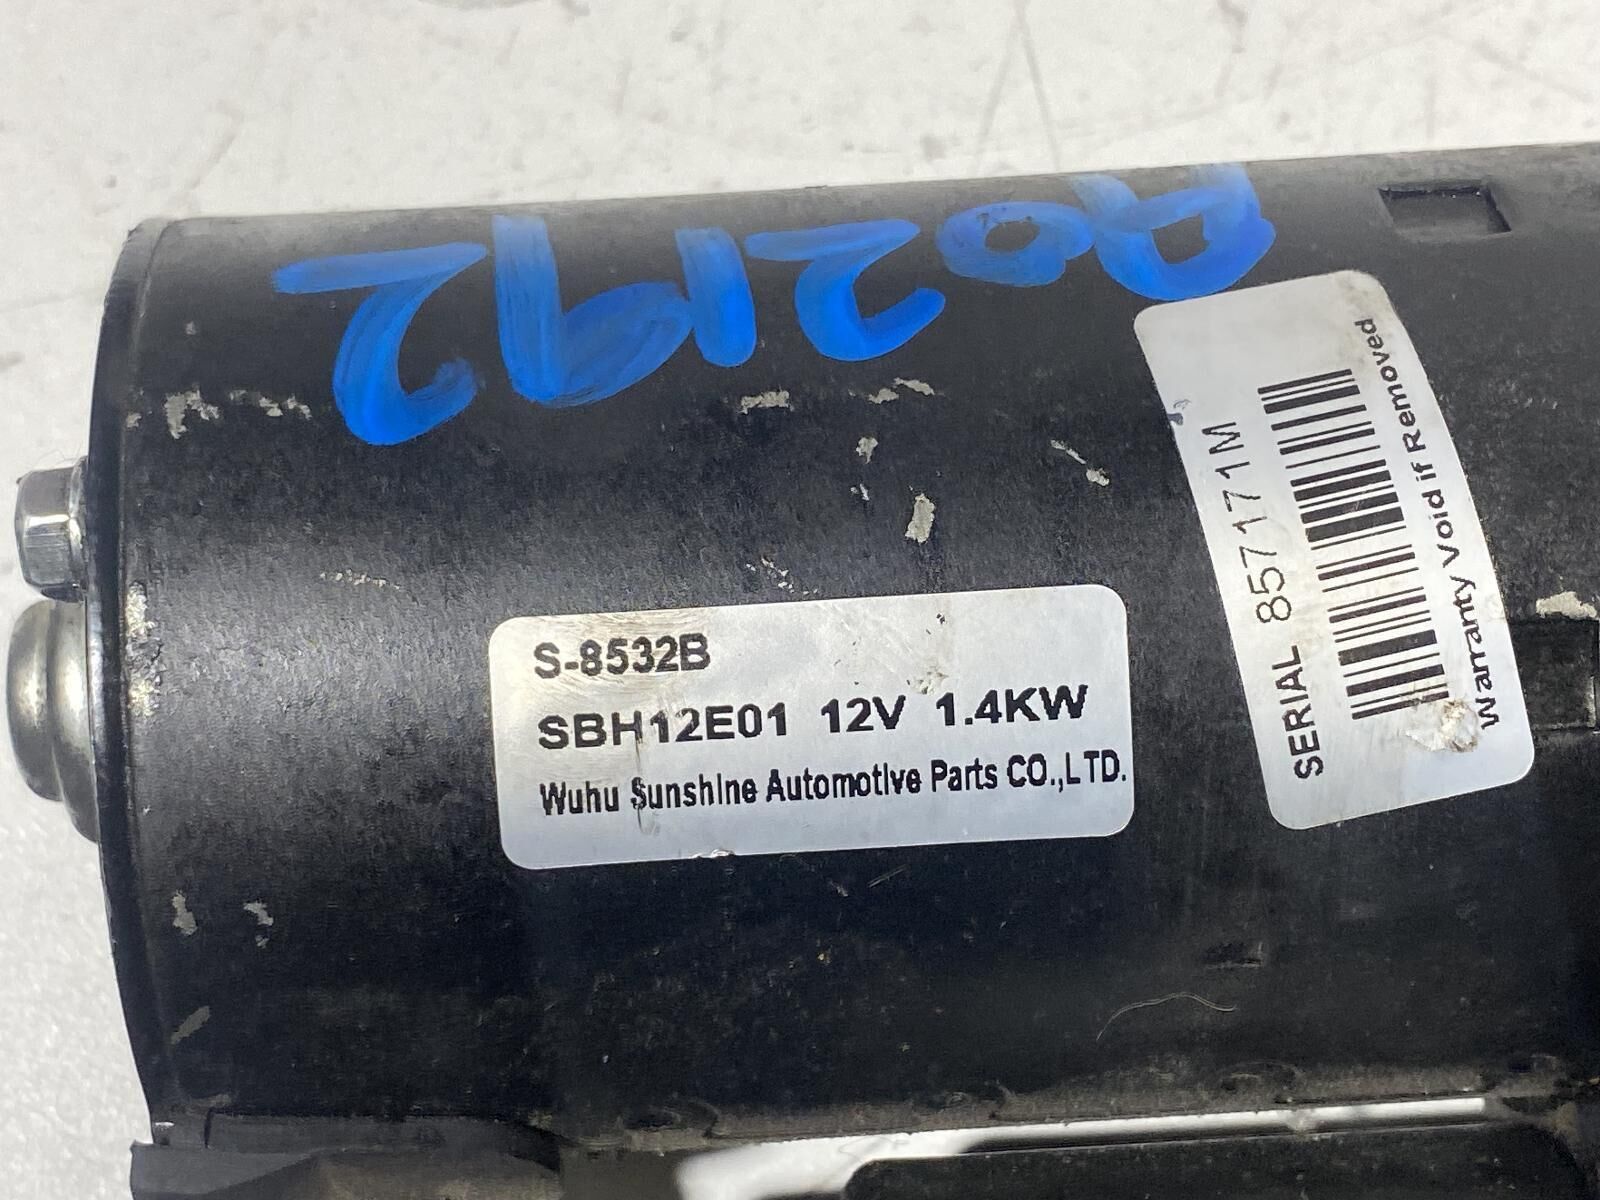 A02192
S-8532B
SBH12E01 12V 1.4KW
Wuhu Sunshine Automotive Parts CO.,LTD.
SERIAL 857171M
Warranty Void if Removed